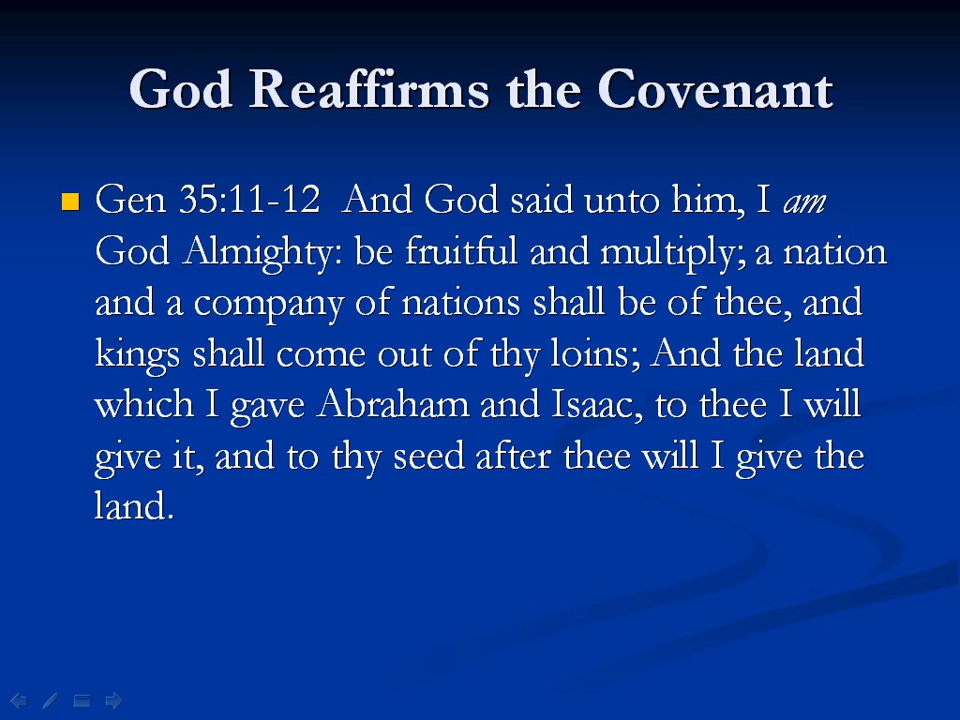 God Reaffirms the Covenant
Gen 35:11-12  And God said unto him, I am
God Almighty: be fruitful and multiply; a nation
and a company of nations shall be of thee, and
kings shall come out of thy loins; And the land
which I gave Abraham and Isaac, to thee I will
give it, and to thy seed after thee will I give the
land.